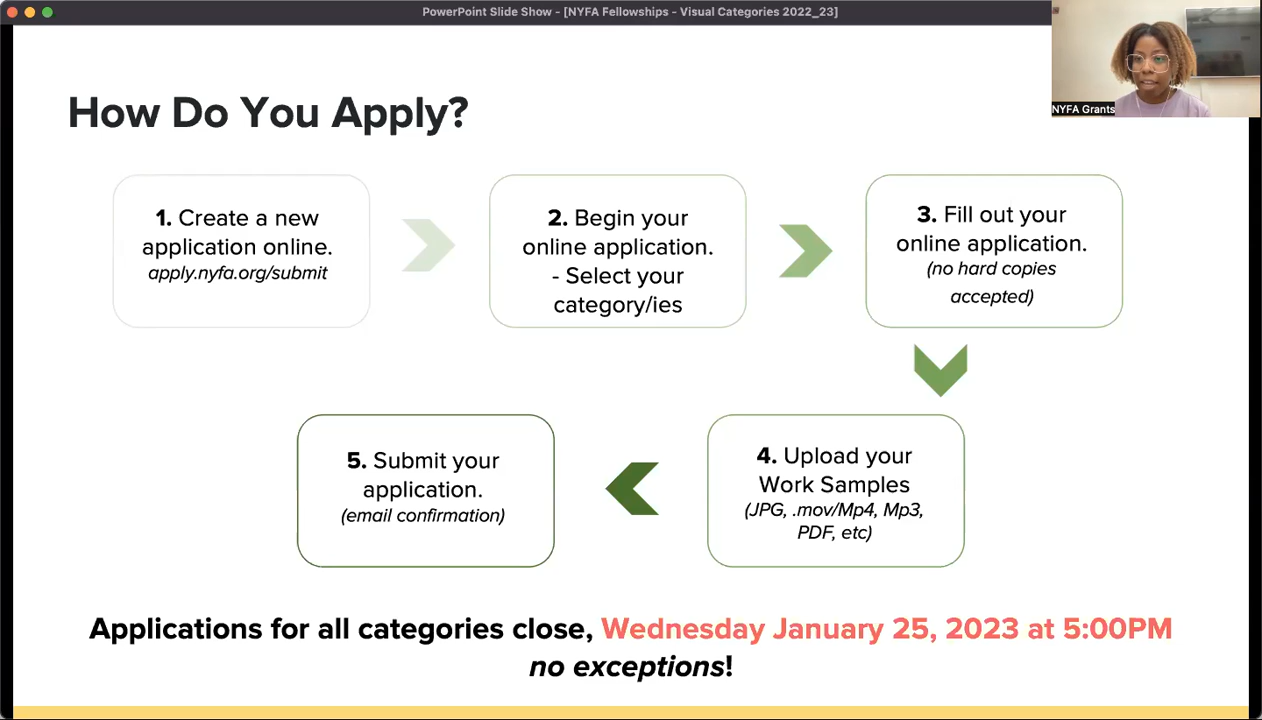 PowerPoint Slide Show - [NYFA Fellowships - Visual Categories 2022_23]
NYFA Grants
How Do You Apply?
1. Create a new
application online.
apply.nyfa.org/submit
2. Begin your
online application.
- Select your
category/ies
3. Fill out your
online application.
(no hard copies
accepted)
4. Upload your
Work Samples
(JPG, .mov/Mp4, Mp3,
PDF, etc)
5. Submit your
application.
(email confirmation)
Applications for all categories close, Wednesday January 25, 2023 at 5:00PM
no exceptions!